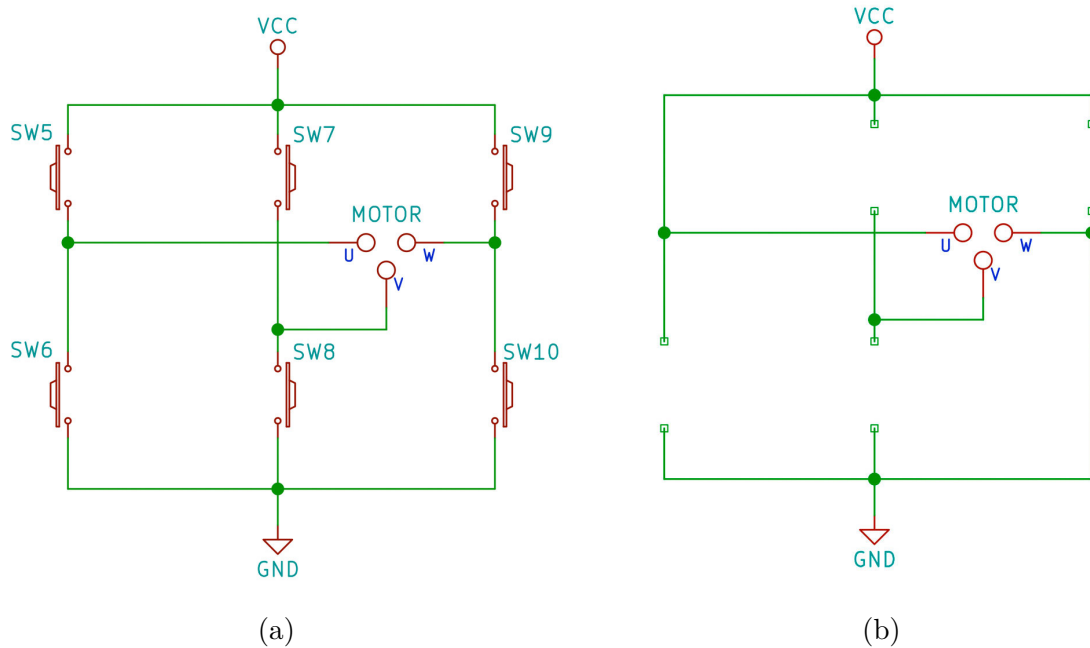 VCC
SW5
SW7
SW9
MOTOR
U
W
V
SW6
SW8
SW10
GND
(a)
VCC
MOTOR
U
W
V
GND
(b)